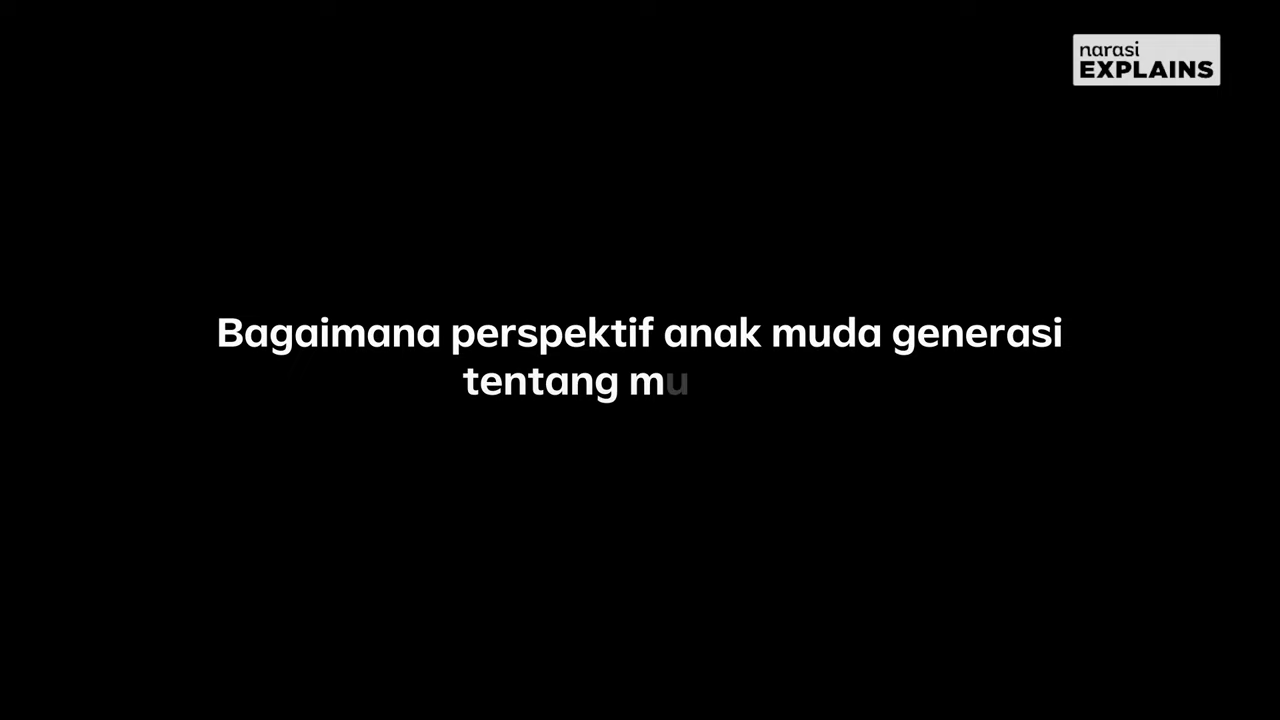 narasi
EXPLAINS
Bagaimana perspektif anak muda generasi
tentang mu